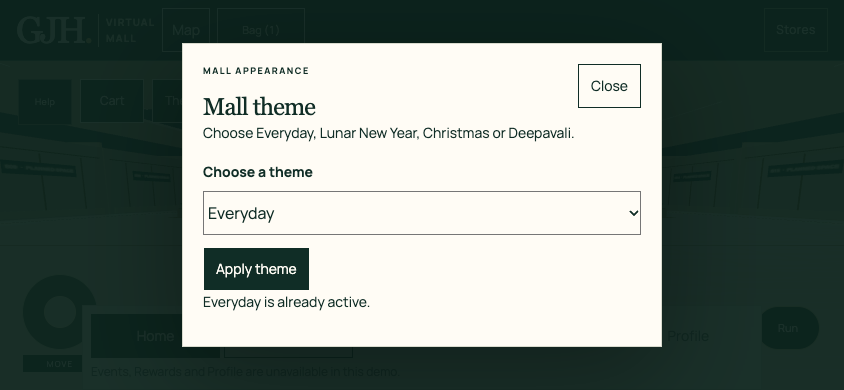 GJH.
VIRTUAL
MALL
Map
Bag (1)
Stores
Help
Cart
MALL APPEARANCE
Close
Mall theme
Choose Everyday, Lunar New Year, Christmas or Deepavali.
Choose a theme
Everyday
Apply theme
Everyday is already active.
MOVE
Home
Profile
Run
Events, Rewards and Profile are unavailable in this demo.